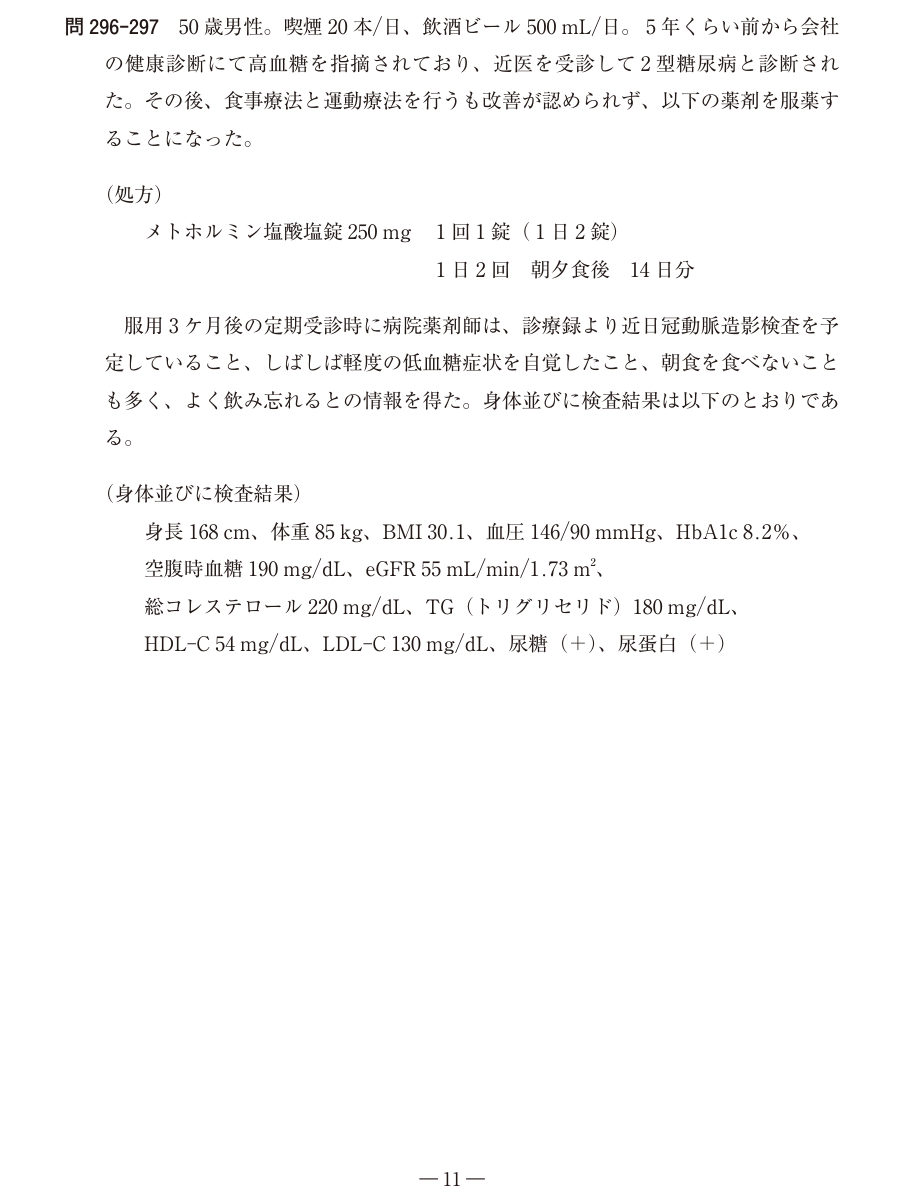 問 296-297 50 歳男性。喫煙 20 本/日、飲酒ビール 500 mL/日。5 年くらい前から会社
の健康診断にて高血糖を指摘されており、近医を受診して 2 型糖尿病と診断され
た。その後、食事療法と運動療法を行うも改善が認められず、以下の薬剤を服薬す
ることになった。
（処方）
メトホルミン塩酸塩錠 250 mg 1 回 1 錠（1 日 2 錠）
1 日 2 回 朝夕食後 14 日分
服用 3 ケ月後の定期受診時に病院薬剤師は、診療録より近日冠動脈造影検査を予
定していること、しばしば軽度の低血糖症状を自覚したこと、朝食を食べないこと
も多く、よく飲み忘れるとの情報を得た。身体並びに検査結果は以下のとおりであ
る。
（身体並びに検査結果）
身長 168 cm、体重 85 kg、BMI 30.1、血圧 146/90 mmHg、HbA1c 8.2%、
空腹時血糖 190 mg/dL、eGFR 55 mL/min/1.73 m²、
総コレステロール 220 mg/dL、TG（トリグリセリド）180 mg/dL、
HDL-C 54 mg/dL、LDL-C 130 mg/dL、尿糖（＋）、尿蛋白（＋）
― 11 ―